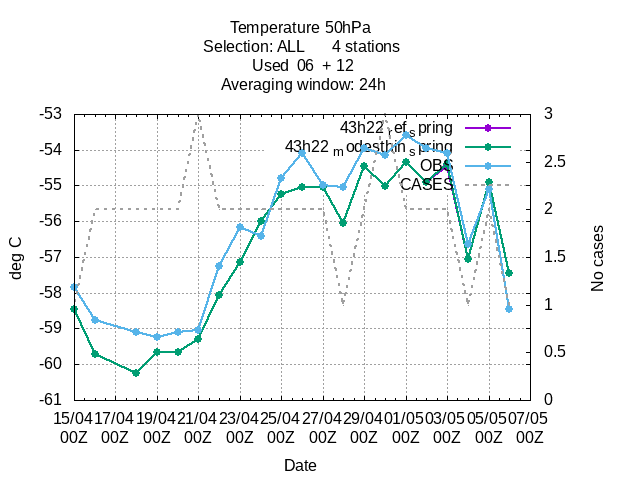 Temperature 50hPa
Selection: ALL 4 stations
Used 06 + 12
Averaging window: 24h
-53 3
43h22_ref_spring
43h22_modesthin_spring
-54
2.5
OBS
-55
CASES
-56 2
-57 1.5
deg C
No cases
-58 1
-59
0.5
-60
-61 0
15/04 17/04 19/04 21/04 23/04 25/04 27/04 29/04 01/05 03/05 05/05 07/05
00Z 00Z 00Z 00Z 00Z 00Z 00Z 00Z 00Z 00Z 00Z 00Z
Date